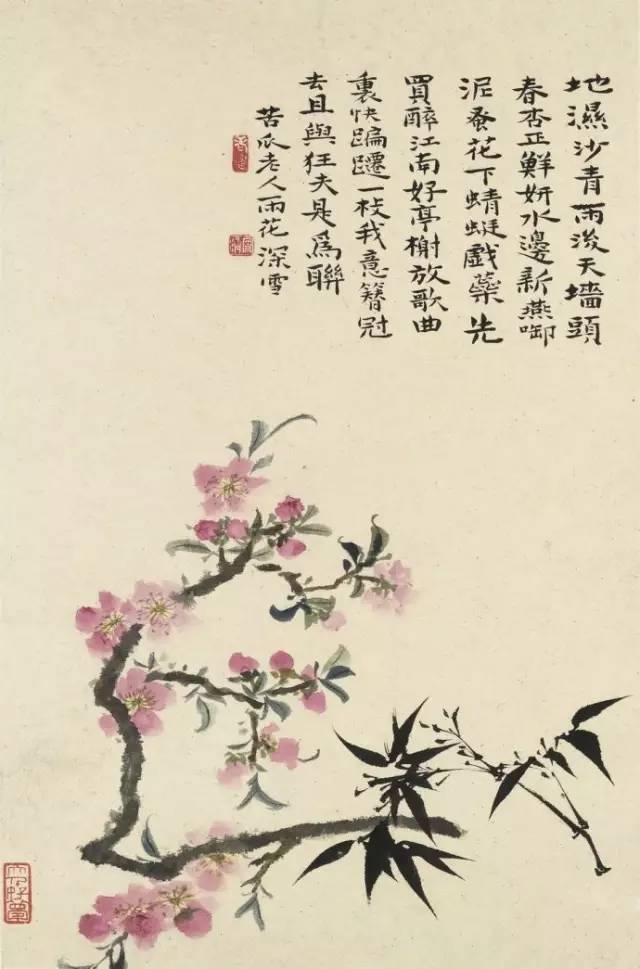 地濕沙青雨後天墻頭
春杏正鮮妍水邊新燕啣
泥蚤花下蜻蜓戲藥先
買醉江南好亭榭放歌曲
裏快蹁躚一枝我意簪冠
去且與狂夫是爲聯
苦瓜老人雨花深雪
大風堂